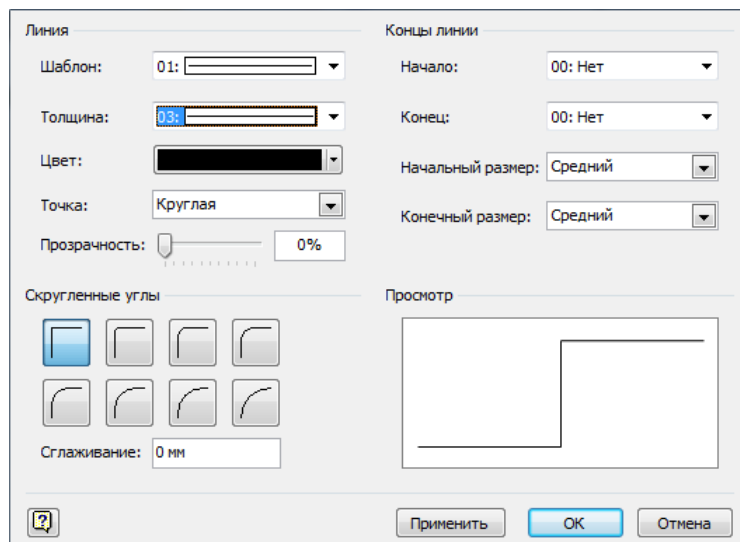 Линия
Шаблон: 01:
Толщина: 03:
Цвет:
Точка: Круглая
Прозрачность: 0%
Концы линии
Начало: 00: Нет
Конец: 00: Нет
Начальный размер: Средний
Конечный размер: Средний
Скругленные углы
Сглаживание: 0 мм
Просмотр
?
Применить
ОК
Отмена